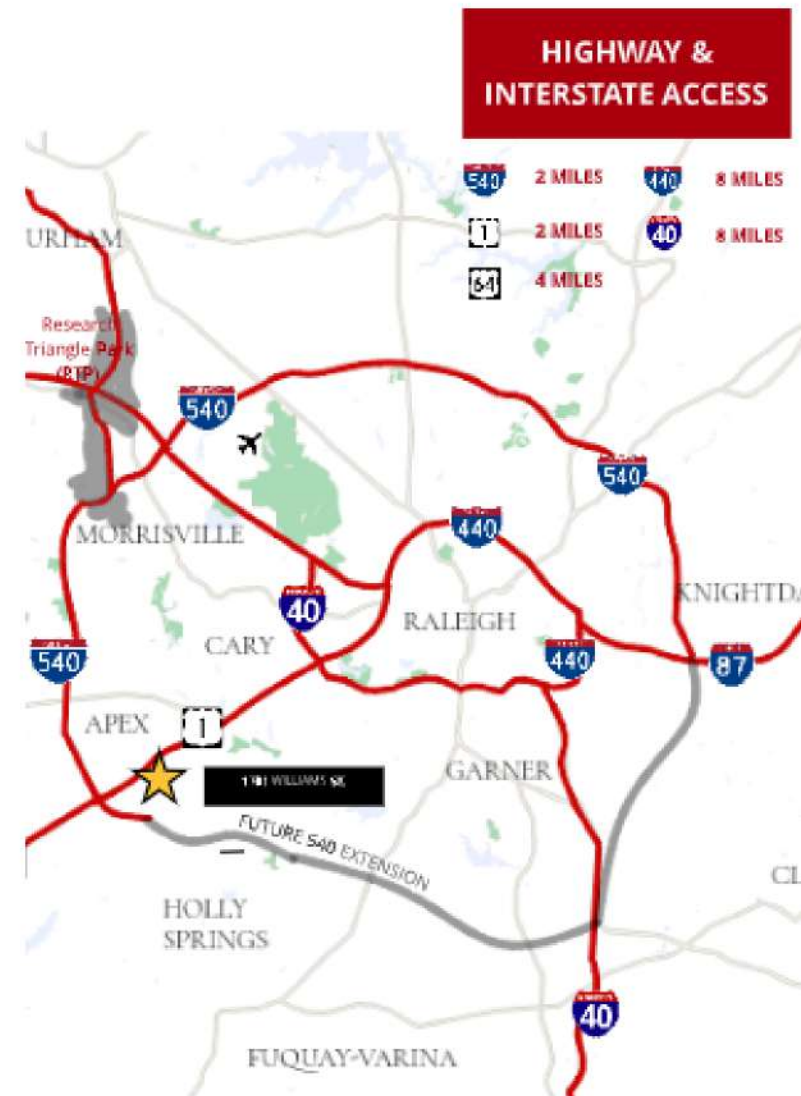 HIGHWAY &
INTERSTATE ACCESS
540 2 MILES 440 8 MILES
1 2 MILES 40 8 MILES
64 4 MILES
URHAM
Research
Triangle Park
(RTP)
540
540
MORRISVILLE
440
40
KNIGHTDA
RALEIGH
CARY
540
440
87
APEX
1
GARNER
WILLIAMS
FUTURE 540 EXTENSION
CL
HOLLY
SPRINGS
40
FUQUAY-VARINA